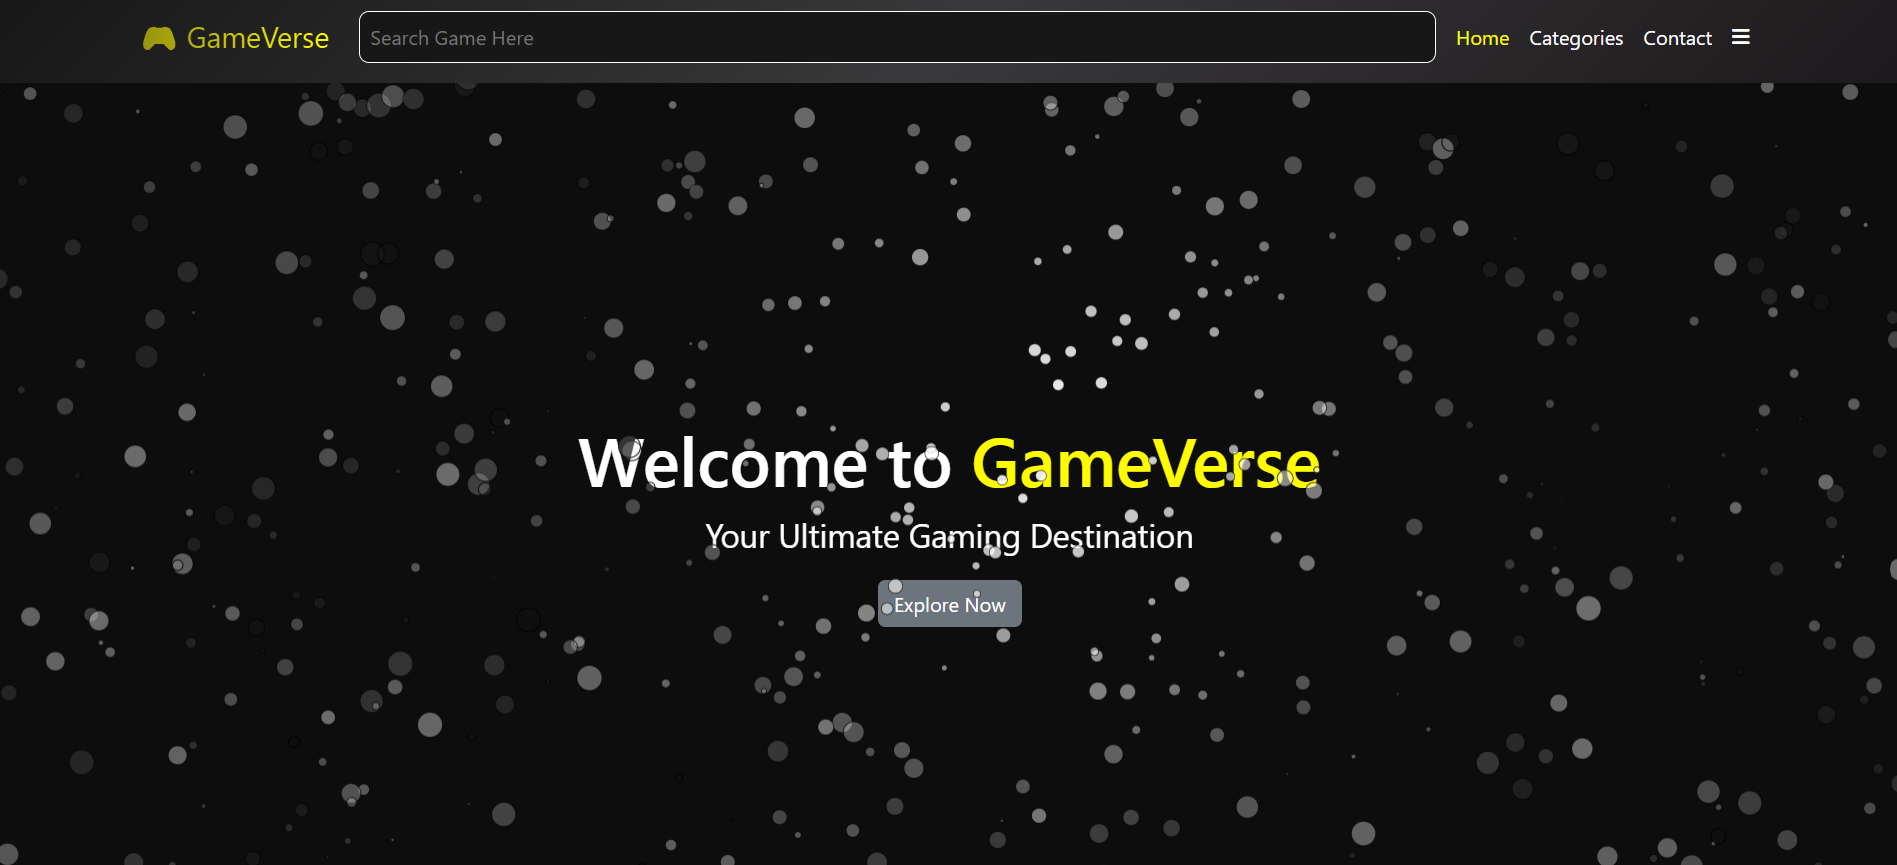 GameVerse
Search Game Here
Home
Categories
Contact
Welcome to GameVerse
Your Ultimate Gaming Destination
Explore Now